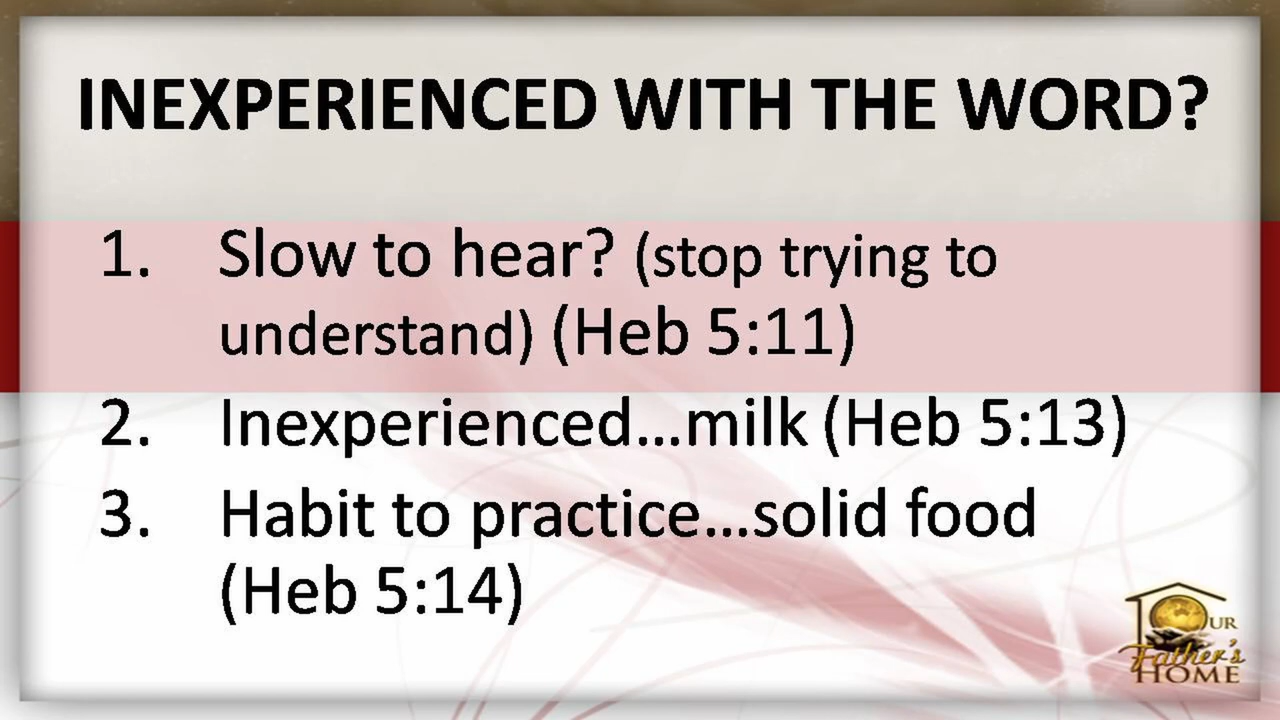 INEXPERIENCED WITH THE WORD?
1. Slow to hear? (stop trying to
understand) (Heb 5:11)
2. Inexperienced...milk (Heb 5:13)
3. Habit to practice...solid food
(Heb 5:14)
OUR
Father's
HOME